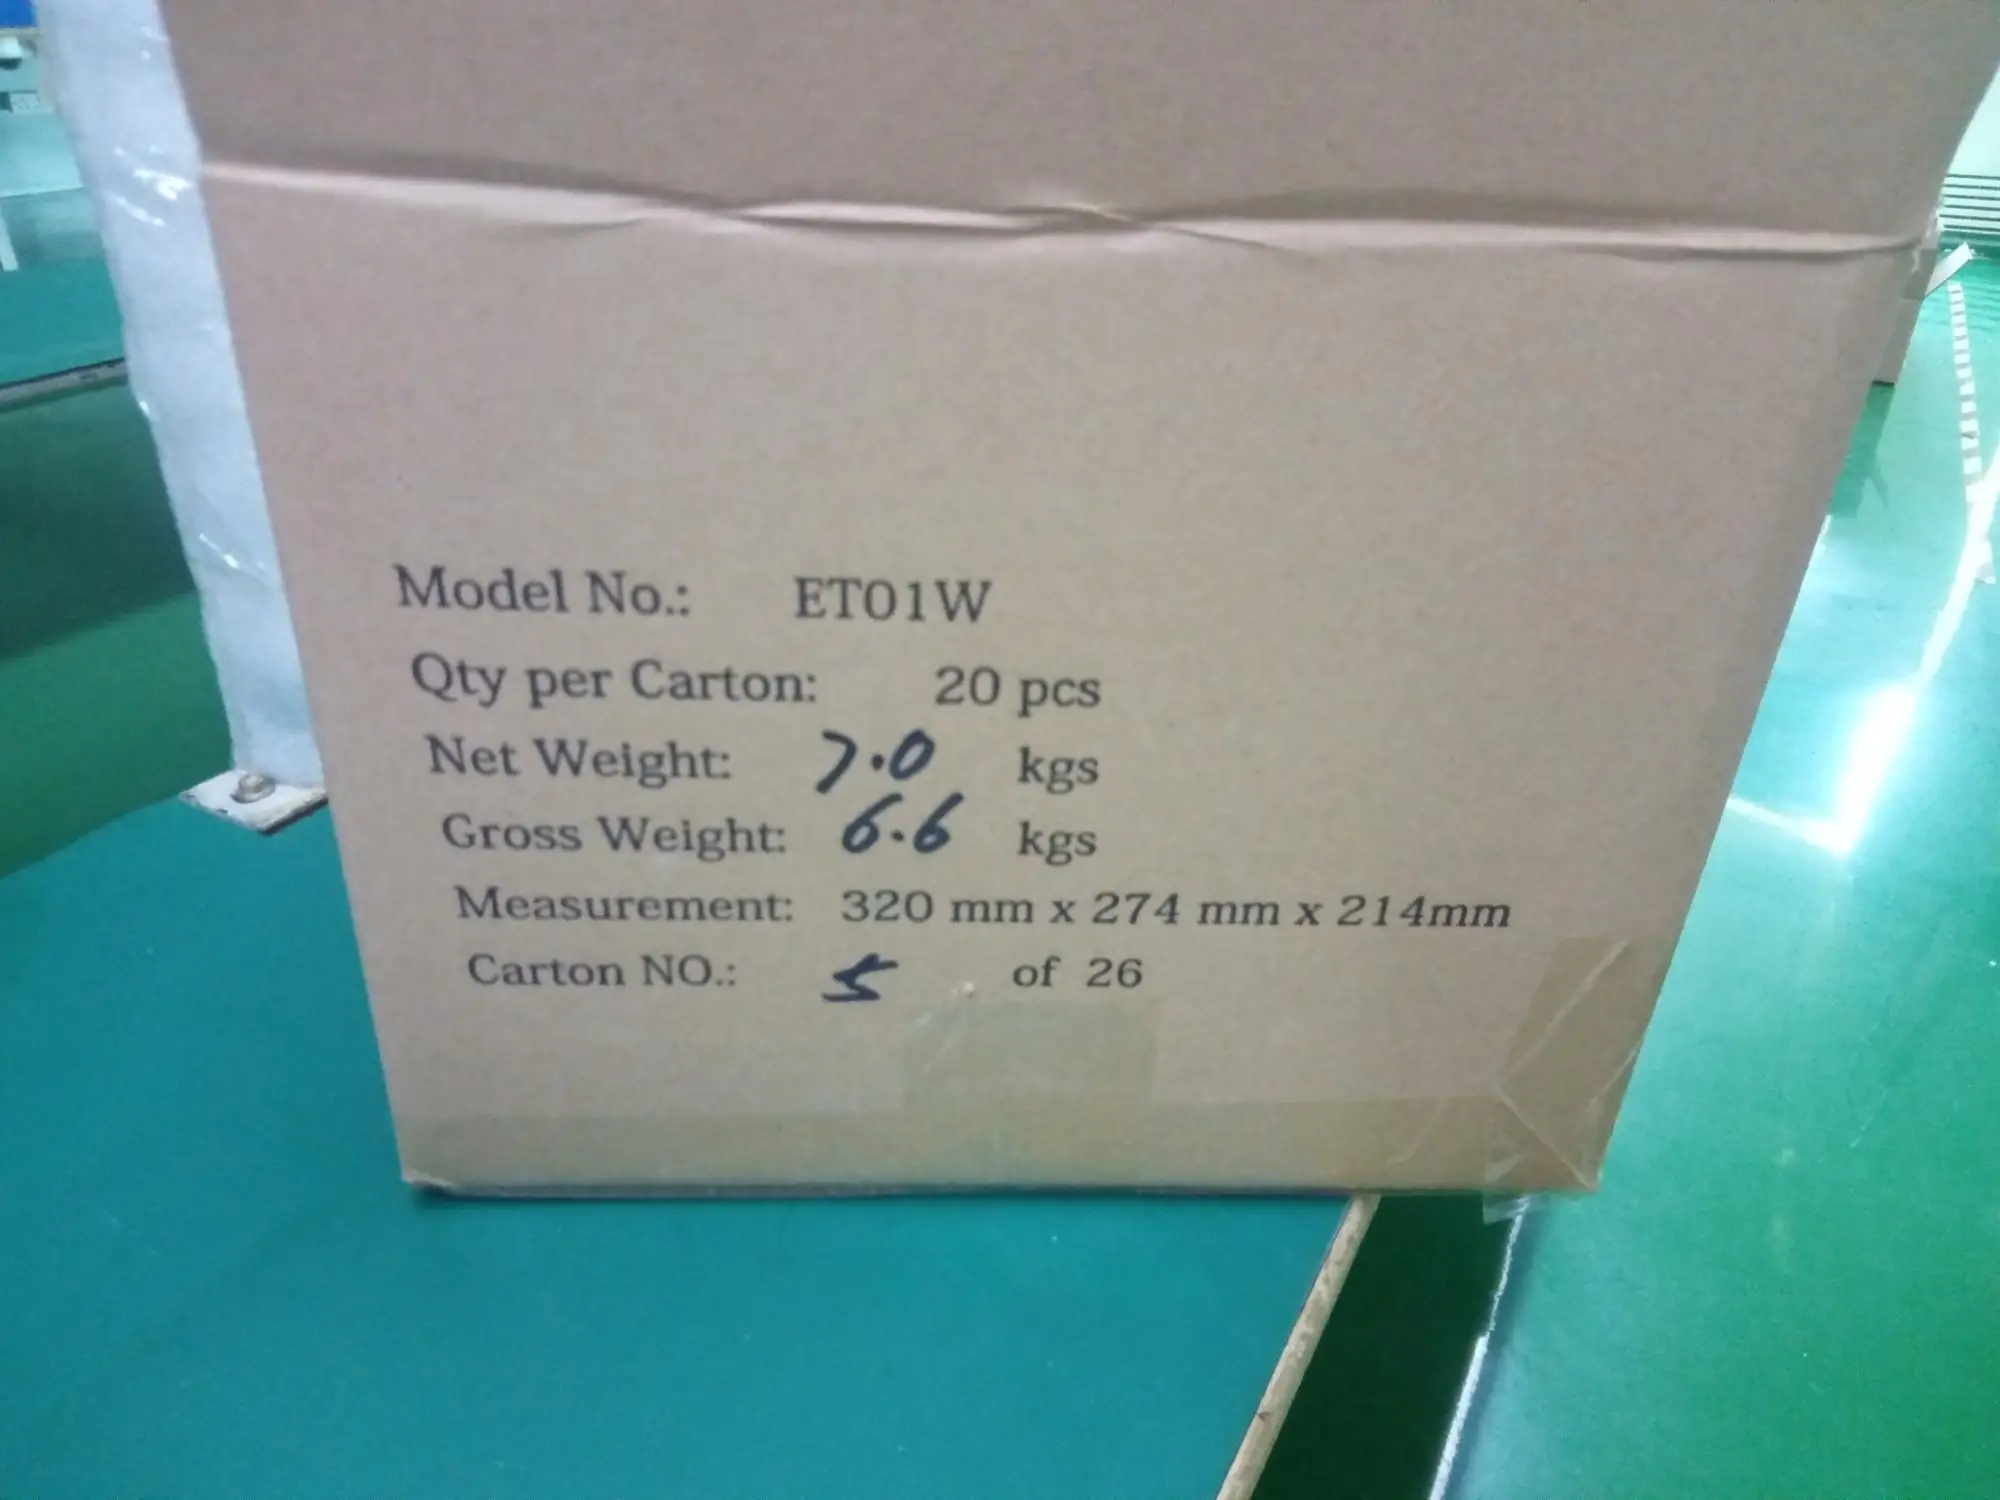 Model No.: ET01W
Qty per Carton: 20 pcs
Net Weight: 7.0 kgs
Gross Weight: 6.6 kgs
Measurement: 320 mm x 274 mm x 214mm
Carton NO.: 5 of 26